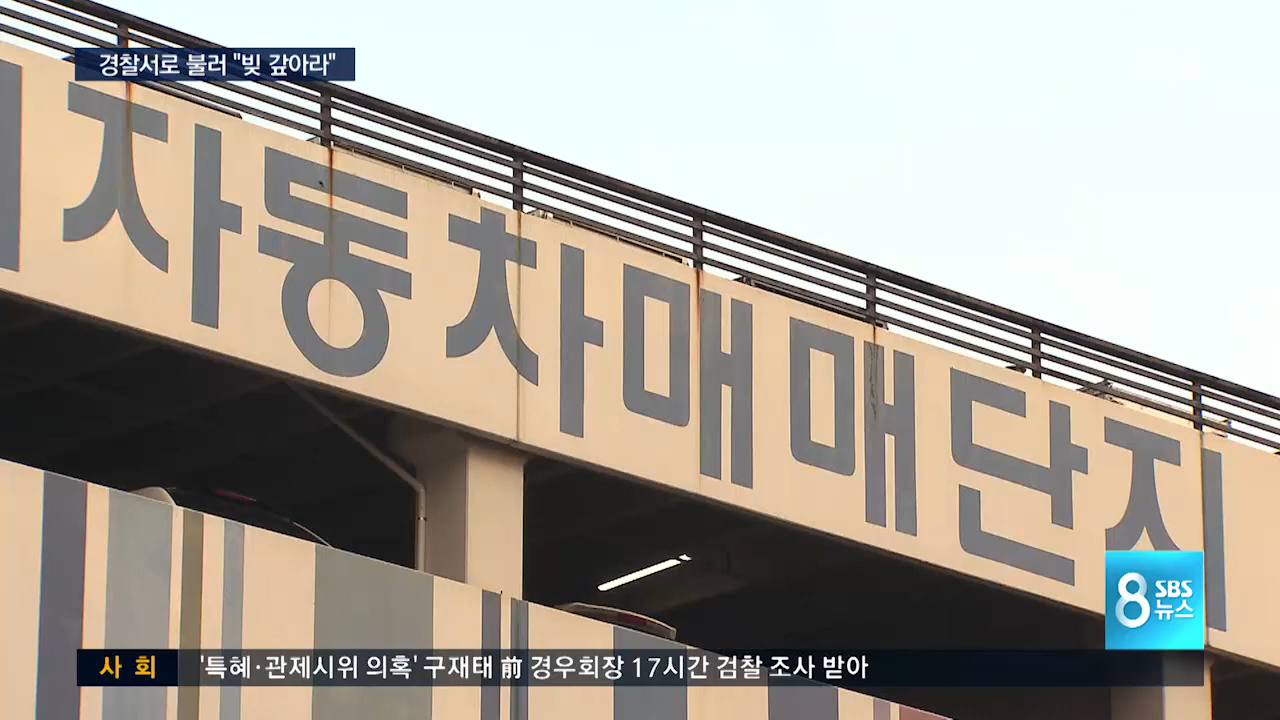 경찰서로 불러 "빚 갚아라"
자동차매매단지
8 SBS
뉴스
사 회 '특혜·관제시위 의혹' 구재태 前 경우회장 17시간 검찰 조사 받아